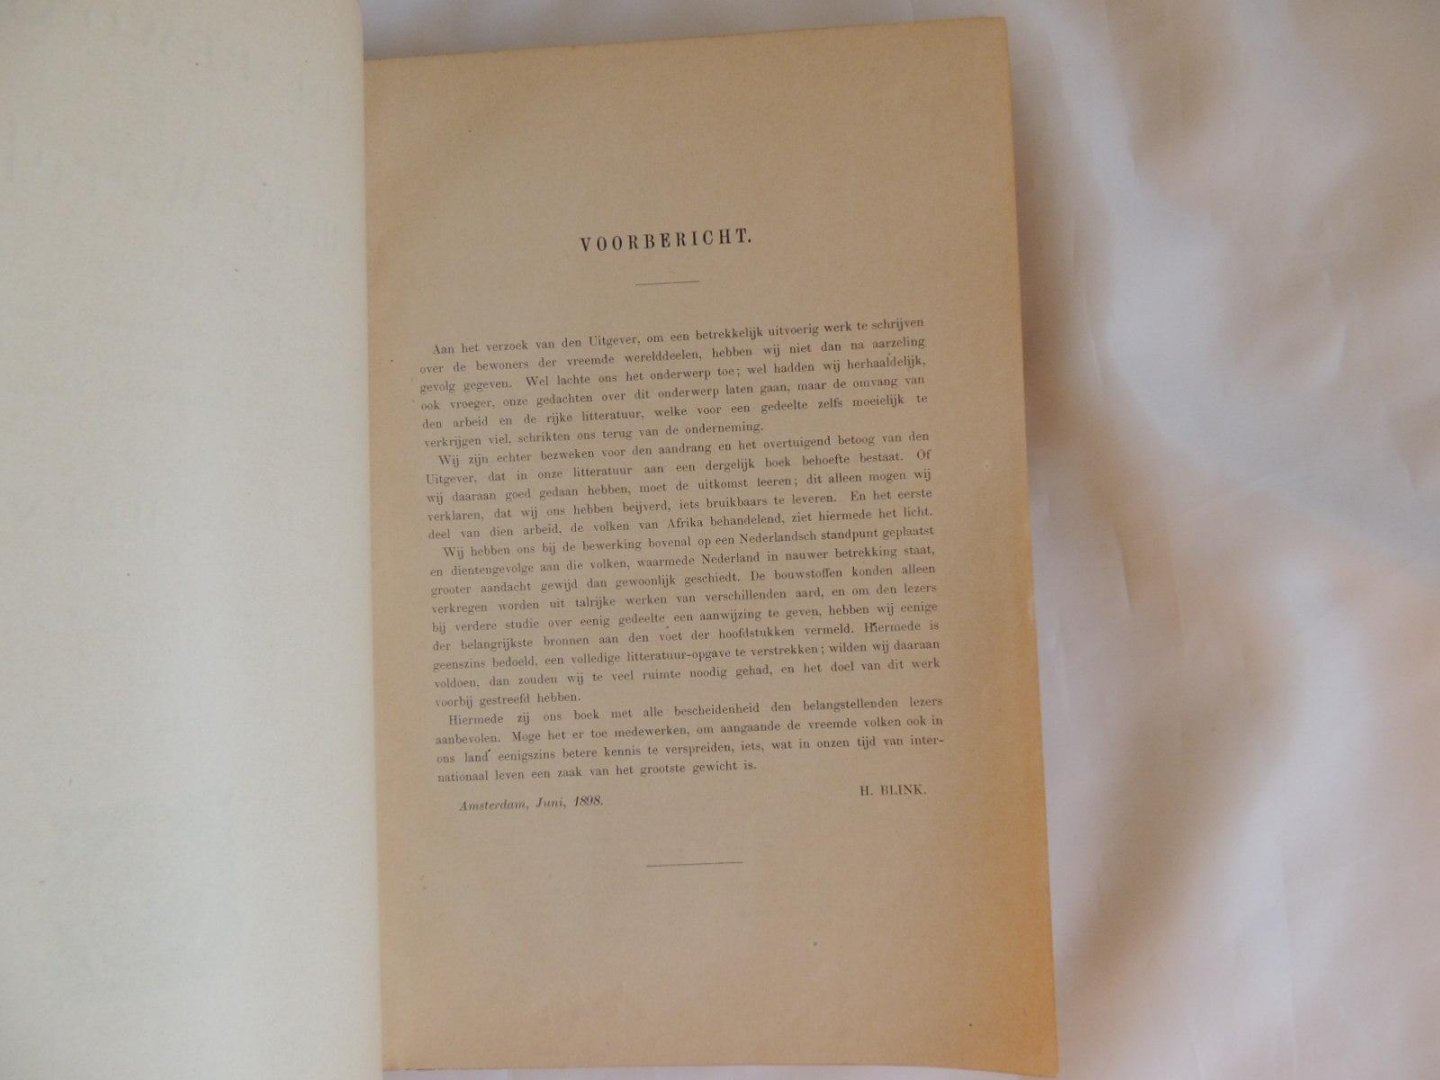 VOORBERICHT.
Aan het verzoek van den Uitgever, om een betrekkelijk uitvoerig werk te schrijven
over de bewoners der vreemde werelddeelen, hebben wij niet dan na aarzeling
gevolg gegeven. Wel lachte ons het onderwerp toe; wel hadden wij herhaaldelijk,
ook vroeger, onze gedachten over dit onderwerp laten gaan, maar de omvang van
den arbeid en de rijke litteratuur, welke voor een gedeelte zelfs moeielijk te
verkrijgen viel, schrikten ons terug van de onderneming.
Wij zijn echter bezweken voor den aandrang en het overtuigend betoog van den
Uitgever, dat in onze litteratuur aan een dergelijk boek behoefte bestaat. Of
wij daaraan goed gedaan hebben, moet de uitkomst leeren; dit alleen mogen wij
verklaren, dat wij ons hebben beijverd, iets bruikbaars te leveren. En het eerste
deel van dien arbeid, de volken van Afrika behandelend, ziet hiermede het licht.
Wij hebben ons bij de bewerking bovenal op een Nederlandsch standpunt geplaatst
en dientengevolge aan die volken, waarmede Nederland in nauwer betrekking staat,
grooter aandacht gewijd dan gewoonlijk geschiedt. De bouwstoffen konden alleen
verkregen worden uit talrijke werken van verschillenden aard, en om den lezers
bij verdere studie over eenig gedeelte een aanwijzing te geven, hebben wij eenige
der belangrijkste bronnen aan den voet der hoofdstukken vermeld. Hiermede is
geenszins bedoeld, een volledige litteratuur-opgave te verstrekken; wilden wij daaraan
voldoen, dan zouden wij te veel ruimte noodig gehad, en het doel van dit werk
voorbij gestreefd hebben.
Hiermede zij ons boek met alle bescheidenheid den belangstellenden lezers
aanbevolen. Moge het er toe medewerken, om aangaande de vreemde volken ook in
ons land eenigszins betere kennis te verspreiden, iets, wat in onzen tijd van inter-
nationaal leven een zaak van het grootste gewicht is.
H. BLINK.
Amsterdam, Juni, 1898.